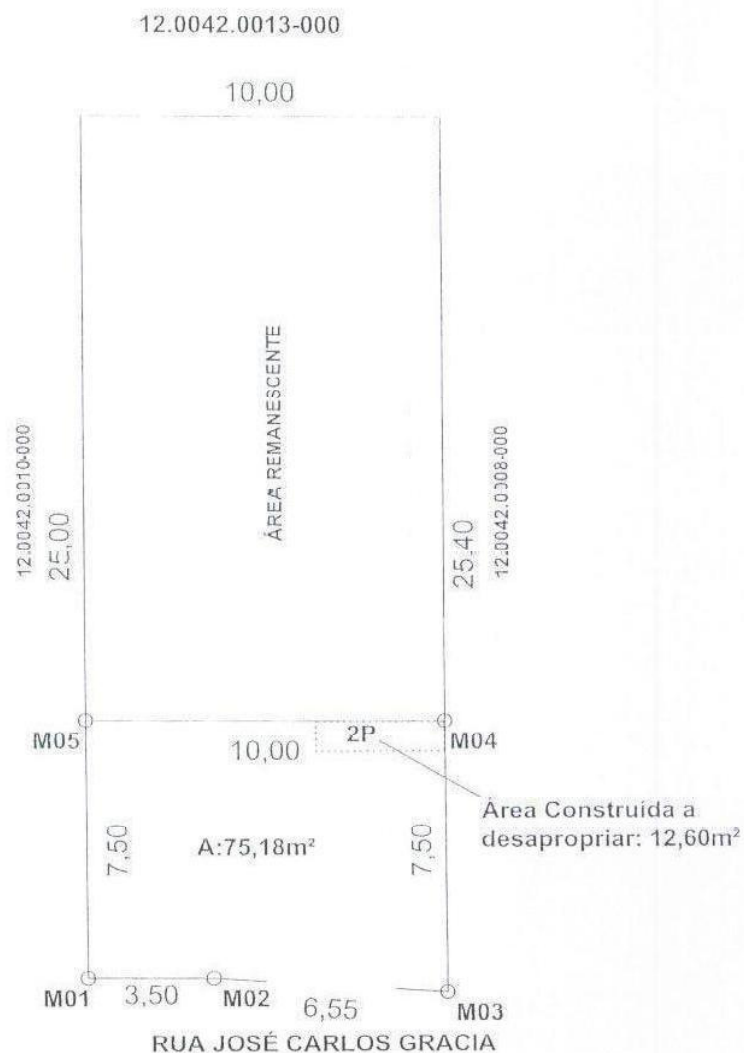 12.0042.0013-000
10,00
ÁREA REMANESCENTE
12.0042.0010-000
25,00
25,40
12.0042.0008-000
M05
10,00
2P
M04
Área Construída a
desapropriar: 12,60m²
7,50
A:75,18m²
7,50
M01
3,50
M02
6,55
M03
RUA JOSÉ CARLOS GRACIA